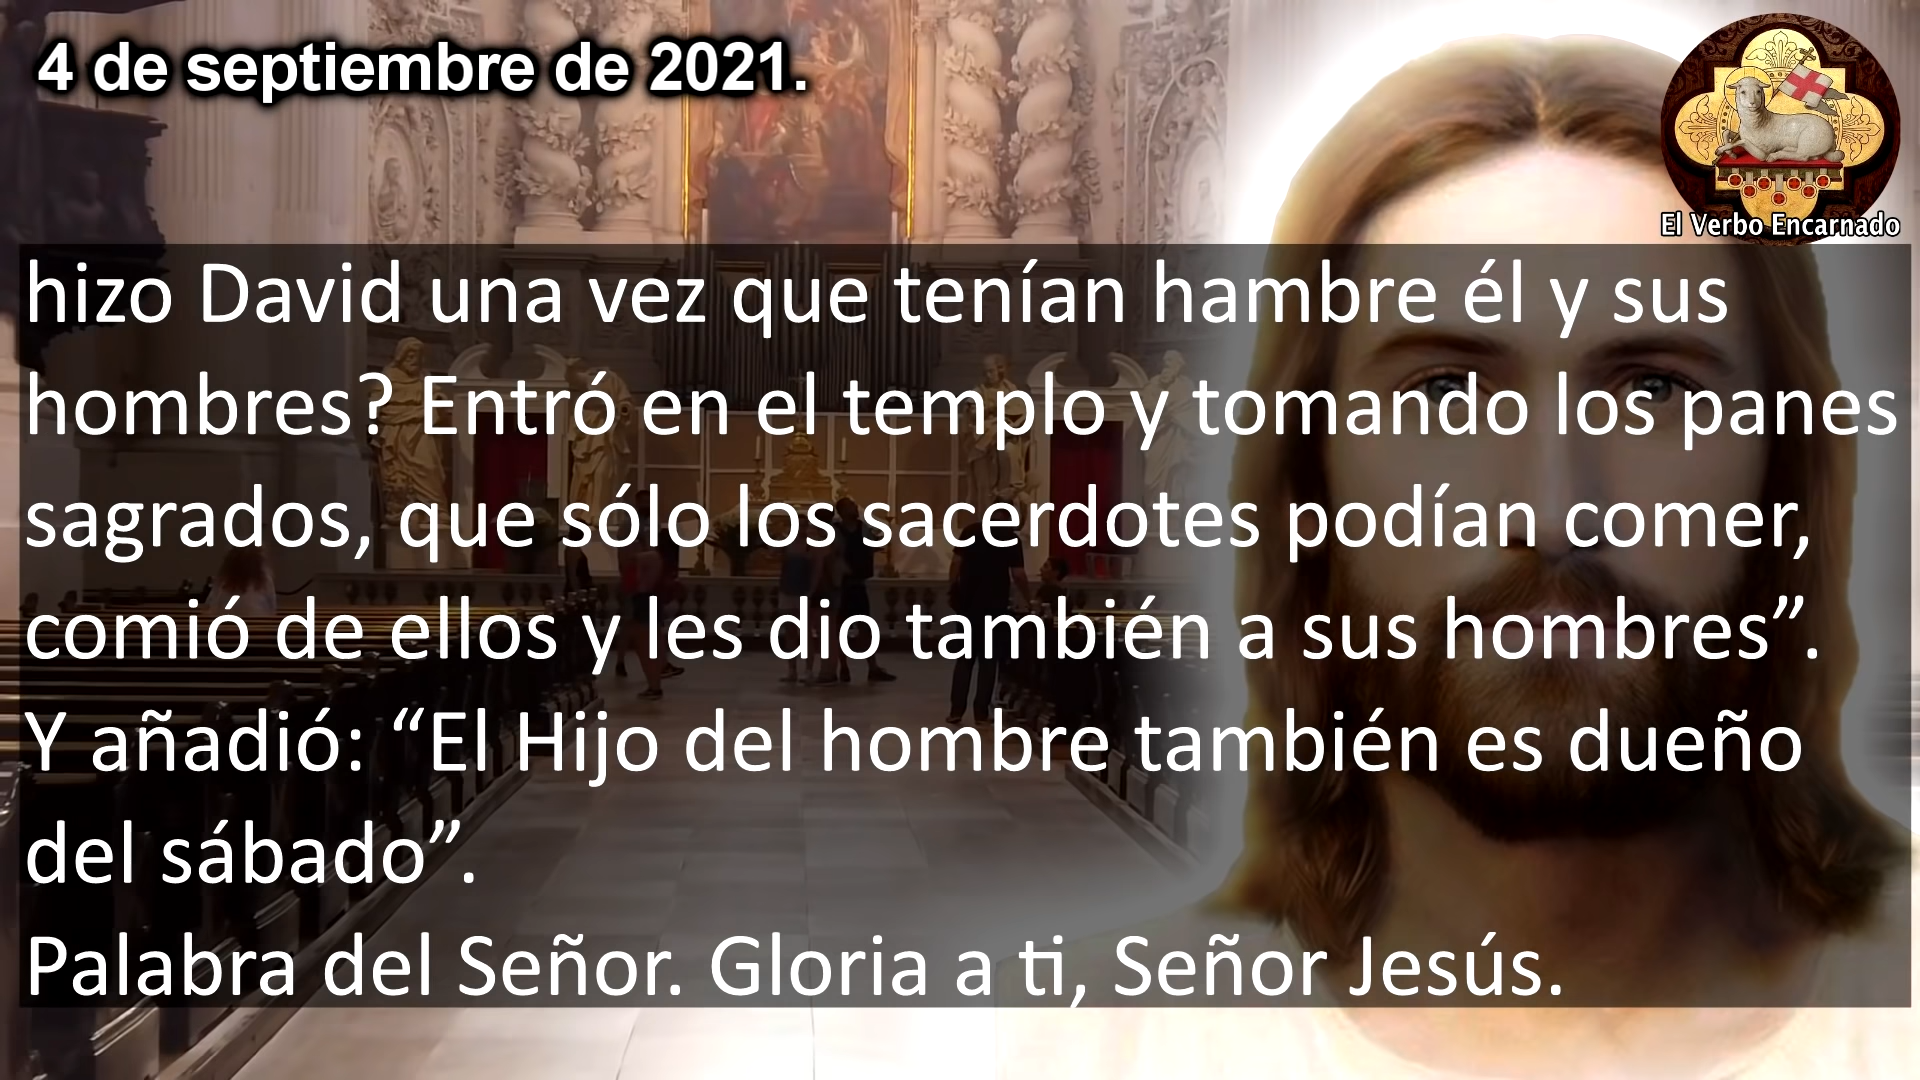 4 de septiembre de 2021.
El Verbo Encarnado
hizo David una vez que tenían hambre él y sus
hombres? Entró en el templo y tomando los panes
sagrados, que sólo los sacerdotes podían comer,
comió de ellos y les dio también a sus hombres”.
Y añadió: “El Hijo del hombre también es dueño
del sábado”.
Palabra del Señor. Gloria a ti, Señor Jesús.